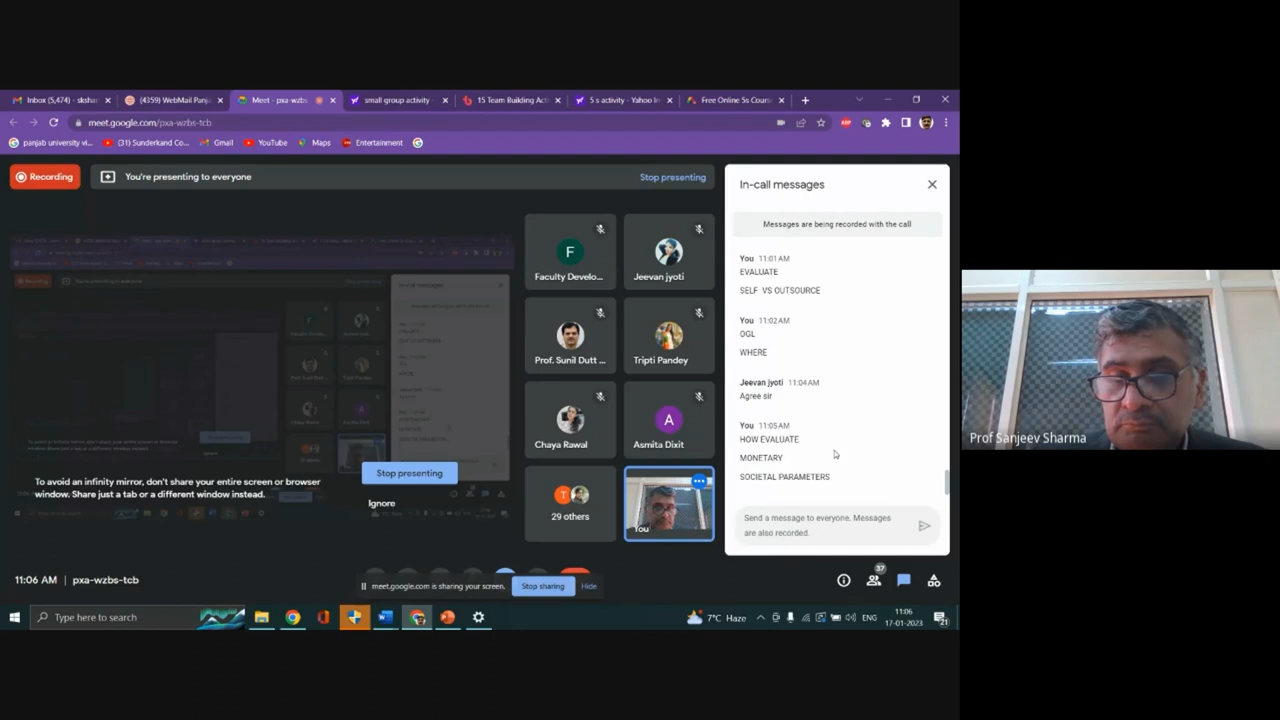 Inbox (5,474) - skshar
(4359) WebMail Panja
Meet - pxa-wzbs-
small group activity -
15 Team Building Act
5 s activity - Yahoo In
Free Online 5s Cours
meet.google.com/pxa-wzbs-tcb
panjab university vi...
(31) Sunderkand Co...
Gmail
YouTube
Maps
Entertainment
Recording
You're presenting to everyone
Stop presenting
In-call messages
Messages are being recorded with the call
You 11:01 AM
EVALUATE
SELF VS OUTSOURCE
You 11:02 AM
OGL
WHERE
Jeevan jyoti 11:04 AM
Agree sir
You 11:05 AM
HOW EVALUATE
MONETARY
SOCIETAL PARAMETERS
Send a message to everyone. Messages
are also recorded.
F
Faculty Develo...
Jeevan jyoti
Prof. Sunil Dutt ...
Tripti Pandey
Chaya Rawal
A
Asmita Dixit
T
29 others
You
To avoid an infinity mirror, don't share your entire screen or browser
window. Share just a tab or a different window instead.
Stop presenting
Ignore
11:06 AM | pxa-wzbs-tcb
meet.google.com is sharing your screen.
Stop sharing
Hide
37
Type here to search
7°C Haze
ENG
11:06
17-01-2023
21
Prof Sanjeev Sharma